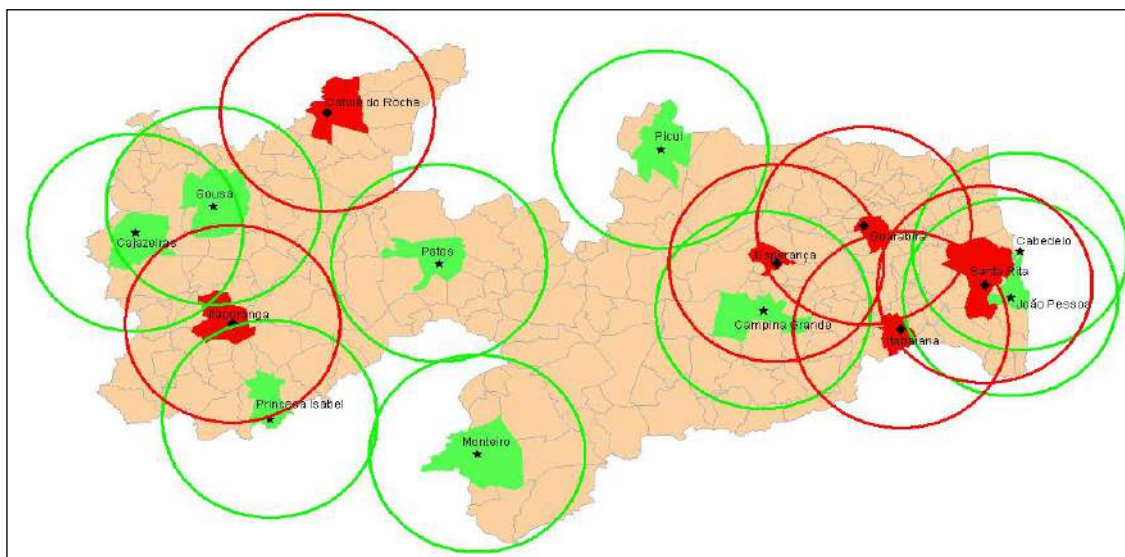 Catolé do Rocha
Picuí
Sousa
Cajazeiras
Patos
Guarabira
Esperança
Cabedelo
Santa Rita
João Pessoa
Campina Grande
Itaporanga
Itabaiana
Princesa Isabel
Monteiro